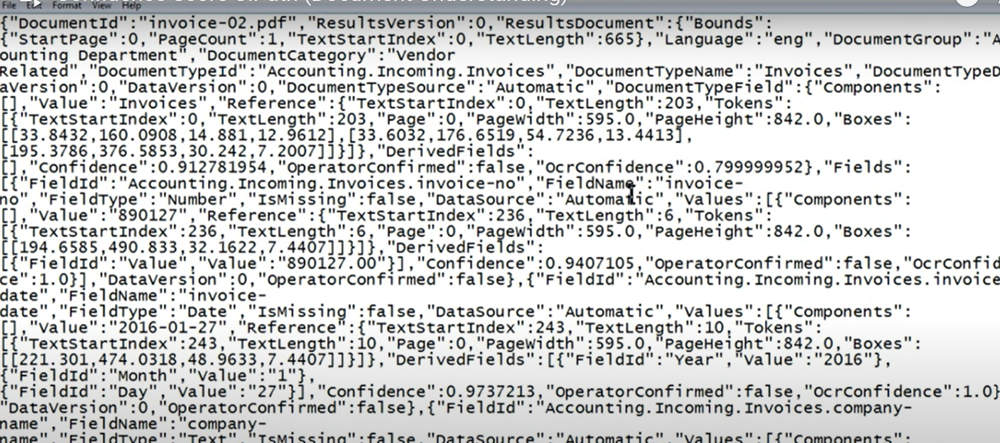 File Edit Format View Help
Confidence Score UiPath (Document Understanding)
{"DocumentId":"invoice-02.pdf","ResultsVersion":0,"ResultsDocument":{"Bounds":
{"StartPage":0,"PageCount":1,"TextStartIndex":0,"TextLength":665},"Language":"eng","DocumentGroup":"A
ounting Department","DocumentCategory":"Vendor
Related","DocumentTypeId":"Accounting.Incoming.Invoices","DocumentTypeName":"Invoices","DocumentTypeD
aVersion":0,"DataVersion":0,"DocumentTypeSource":"Automatic","DocumentTypeField":{"Components":
[],"Value":"Invoices","Reference":{"TextStartIndex":0,"TextLength":203,"Tokens":
[{"TextStartIndex":0,"TextLength":203,"Page":0,"PageWidth":595.0,"PageHeight":842.0,"Boxes":
[[33.8432,160.0908,14.881,12.9612],[33.6032,176.6519,54.7236,13.4413],
[195.3786,376.5853,30.242,7.2007]]}]},"DerivedFields":
[],"Confidence":0.912781954,"OperatorConfirmed":false,"OcrConfidence":0.799999952},"Fields":
[{"FieldId":"Accounting.Incoming.Invoices.invoice-no","FieldName":"invoice-
no","FieldType":"Number","IsMissing":false,"DataSource":"Automatic","Values":[{"Components":
[],"Value":"890127","Reference":{"TextStartIndex":236,"TextLength":6,"Tokens":
[{"TextStartIndex":236,"TextLength":6,"Page":0,"PageWidth":595.0,"PageHeight":842.0,"Boxes":
[[194.6585,490.833,32.1622,7.4407]]}]},"DerivedFields":
[{"FieldId":"Value","Value":"890127.00"}],"Confidence":0.9407105,"OperatorConfirmed":false,"OcrConfid
ce":1.0}],"DataVersion":0,"OperatorConfirmed":false},{"FieldId":"Accounting.Incoming.Invoices.invoice
date","FieldName":"invoice-
date","FieldType":"Date","IsMissing":false,"DataSource":"Automatic","Values":[{"Components":
[],"Value":"2016-01-27","Reference":{"TextStartIndex":243,"TextLength":10,"Tokens":
[{"TextStartIndex":243,"TextLength":10,"Page":0,"PageWidth":595.0,"PageHeight":842.0,"Boxes":
[[221.301,474.0318,48.9633,7.4407]]}]},"DerivedFields":[{"FieldId":"Year","Value":"2016"},
{"FieldId":"Month","Value":"1"},
{"FieldId":"Day","Value":"27"}],"Confidence":0.9737213,"OperatorConfirmed":false,"OcrConfidence":1.0}
"DataVersion":0,"OperatorConfirmed":false},{"FieldId":"Accounting.Incoming.Invoices.company-
name","FieldName":"company-
name","FieldType":"Text","IsMissing":false,"DataSource":"Automatic","Values":[{"Components":